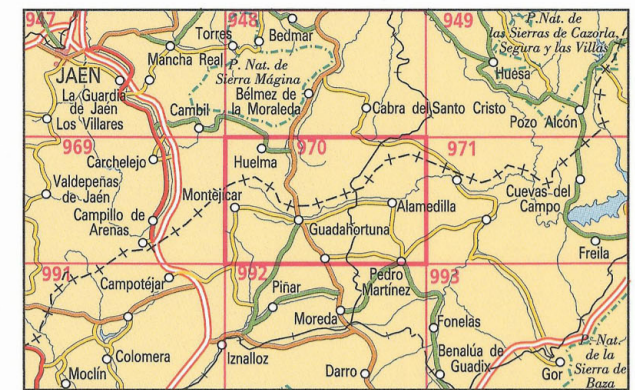 947
948
949
Torres
Bedmar
P. Nat. de
las Sierras de Cazorla,
Segura y las Villas
Mancha Real
P. Nat. de
Sierra Mágina
JAÉN
Huesa
La Guardia
de Jaén
Bélmez de
la Moraleda
Cambil
Cabra del Santo Cristo
Pozo Alcón
Los Villares
969
970
971
Carchelejo
Huelma
Valdepeñas
de Jaén
Montejícar
Alamedilla
Cuevas del
Campo
Campillo de
Arenas
Guadahortuna
Freila
991
992
993
Campotéjar
Piñar
Pedro
Martínez
Moreda
Fonelas
Colomera
Iznalloz
Benalúa de
Guadix
P. Nat.
de la
Sierra de
Baza
Moclín
Darro
Gor